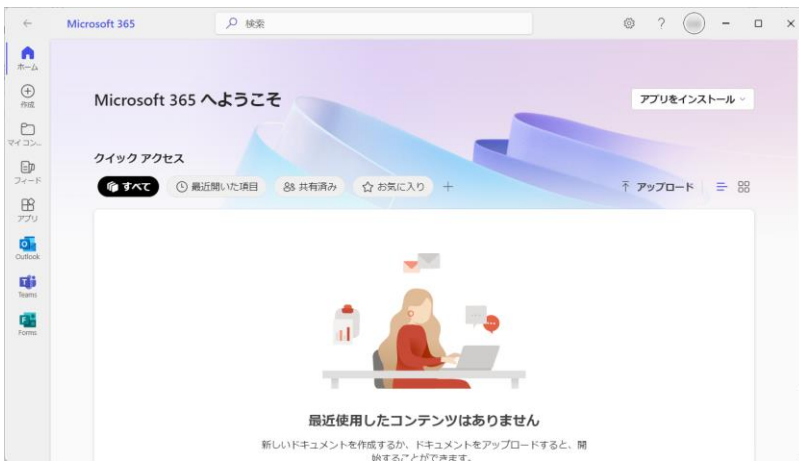 Microsoft 365
検索
?
ホーム
作成
マイ コン...
フィード
アプリ
Outlook
Teams
Forms
Microsoft 365 へようこそ
アプリをインストール
クイック アクセス
すべて
最近開いた項目
共有済み
お気に入り
アップロード
最近使用したコンテンツはありません
新しいドキュメントを作成するか、ドキュメントをアップロードすると、開
始することができます。